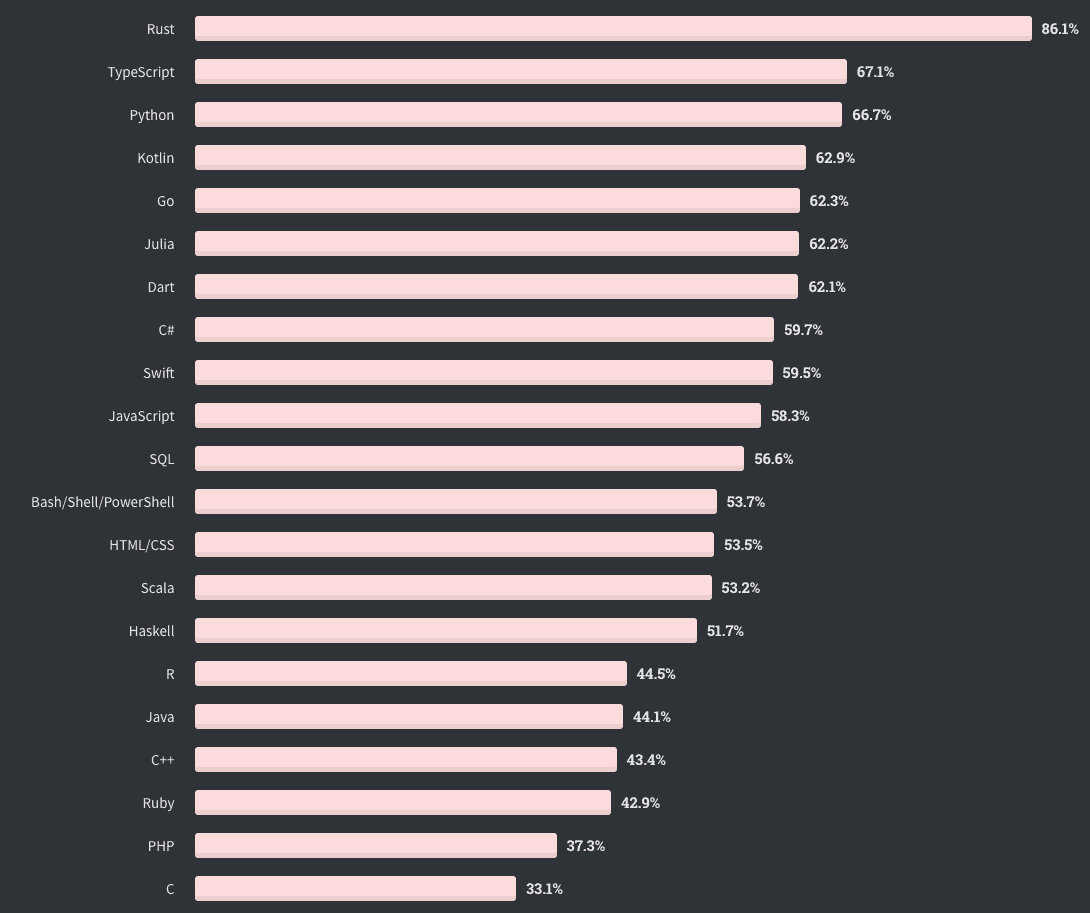 Rust 86.1%
TypeScript 67.1%
Python 66.7%
Kotlin 62.9%
Go 62.3%
Julia 62.2%
Dart 62.1%
C# 59.7%
Swift 59.5%
JavaScript 58.3%
SQL 56.6%
Bash/Shell/PowerShell 53.7%
HTML/CSS 53.5%
Scala 53.2%
Haskell 51.7%
R 44.5%
Java 44.1%
C++ 43.4%
Ruby 42.9%
PHP 37.3%
C 33.1%